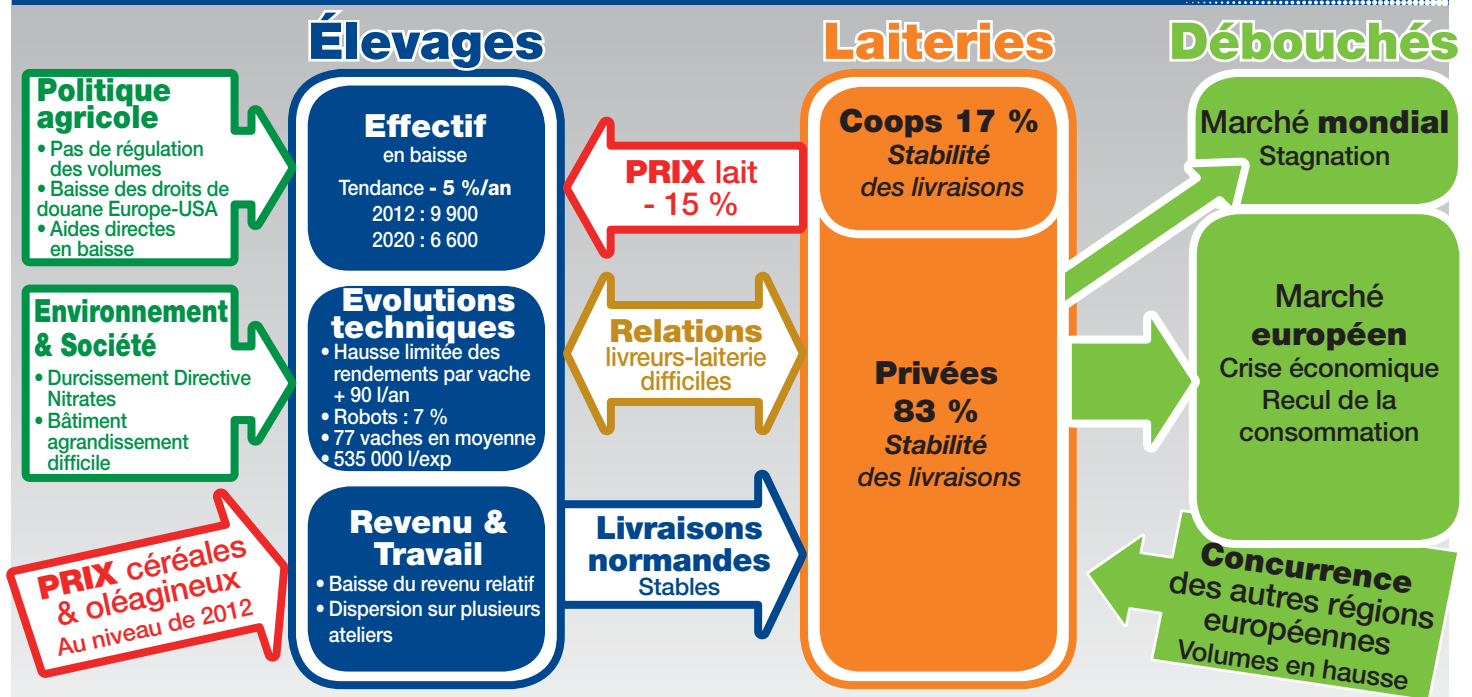 Élevages
Laiteries
Débouchés
Politique
agricole
• Pas de régulation
des volumes
• Baisse des droits de
douane Europe-USA
• Aides directes
en baisse
Environnement
& Société
• Durcissement Directive
Nitrates
• Bâtiment
agrandissement
difficile
PRIX céréales
& oléagineux
Au niveau de 2012
Effectif
en baisse
Tendance - 5 %/an
2012 : 9 900
2020 : 6 600
Evolutions
techniques
• Hausse limitée des
rendements par vache
+ 90 l/an
• Robots : 7 %
• 77 vaches en moyenne
• 535 000 l/exp
Revenu &
Travail
• Baisse du revenu relatif
• Dispersion sur plusieurs
ateliers
PRIX lait
- 15 %
Relations
livreurs-laiterie
difficiles
Livraisons
normandes
Stables
Coops 17 %
Stabilité
des livraisons
Privées
83 %
Stabilité
des livraisons
Marché mondial
Stagnation
Marché
européen
Crise économique
Recul de la
consommation
Concurrence
des autres régions
européennes
Volumes en hausse